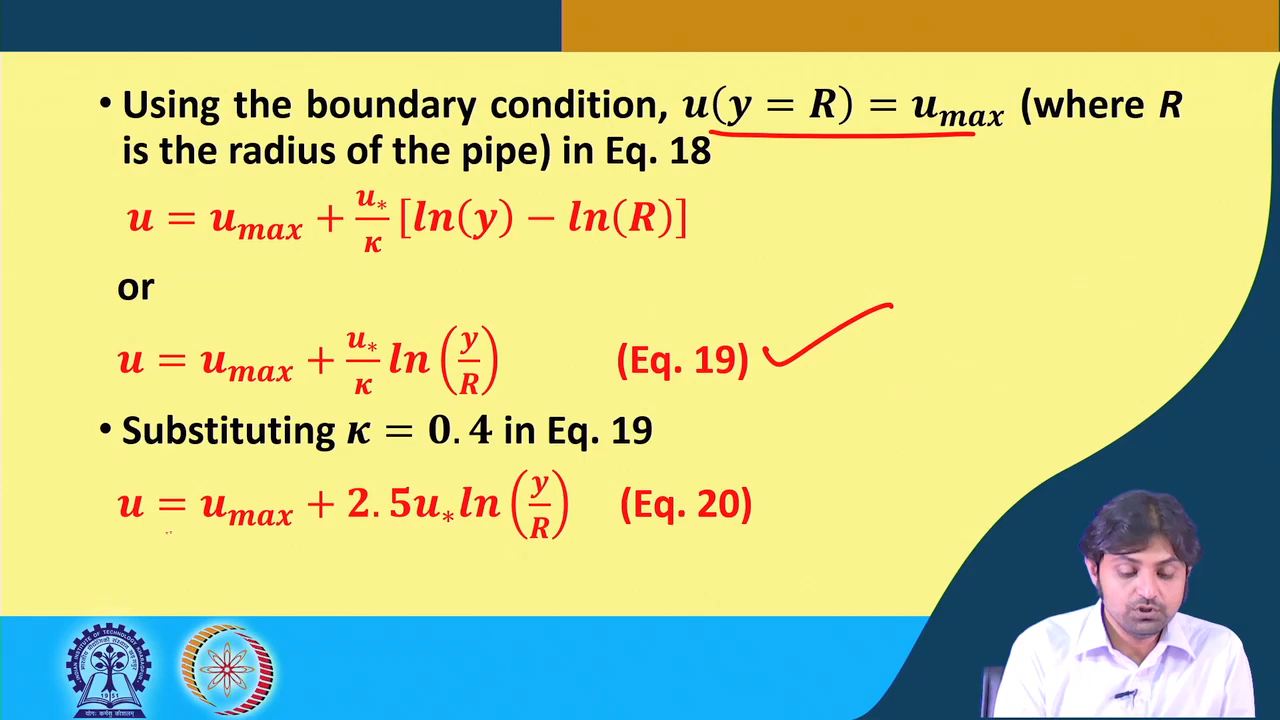 • Using the boundary condition, u(y = R) = u_max (where R
is the radius of the pipe) in Eq. 18
u = u_max + u_*/κ [ln(y) − ln(R)]
or
u = u_max + u_*/κ ln(y/R) (Eq. 19)
• Substituting κ = 0.4 in Eq. 19
u = u_max + 2.5u_* ln(y/R) (Eq. 20)
1951